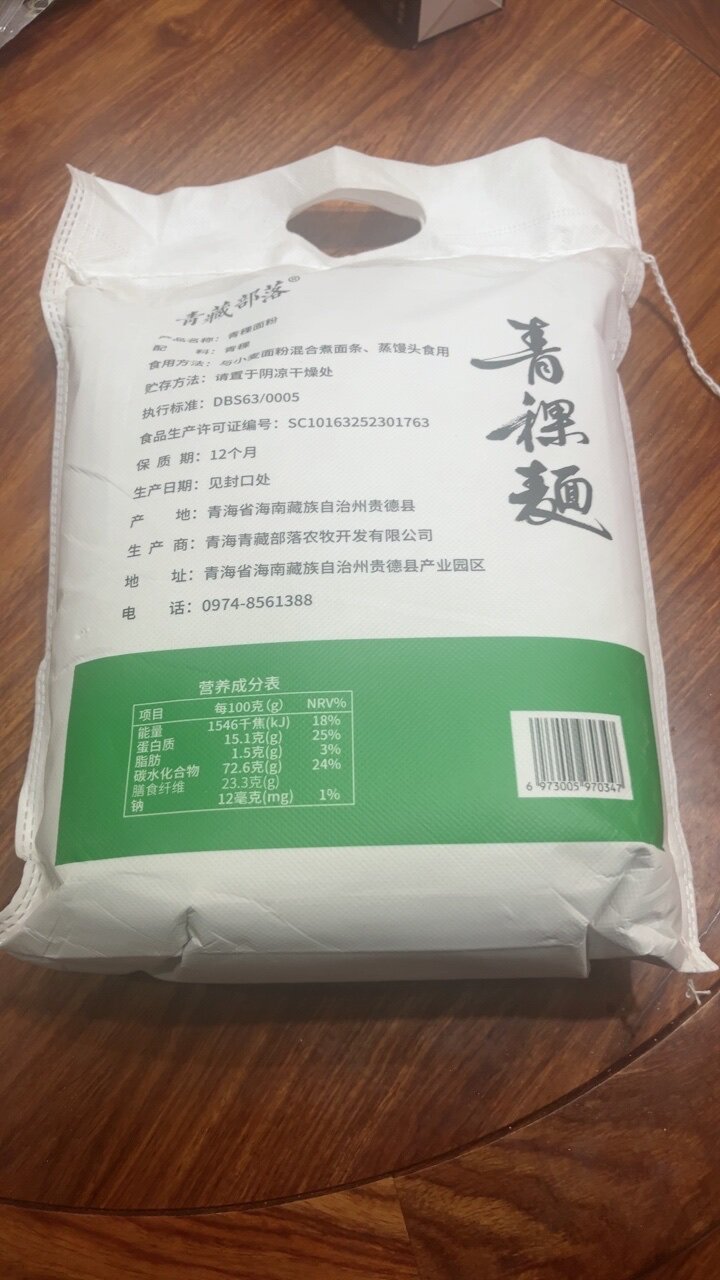 青藏部落®
产品名称：青稞面粉
配 料：青稞
食用方法：与小麦面粉混合煮面条、蒸馒头食用
贮存方法：请置于阴凉干燥处
执行标准：DBS63/0005
食品生产许可证编号：SC10163252301763
保 质 期：12个月
生产日期：见封口处
产 地：青海省海南藏族自治州贵德县
生 产 商：青海青藏部落农牧开发有限公司
地 址：青海省海南藏族自治州贵德县产业园区
电 话：0974-8561388
青稞麵
营养成分表
项目 每100克(g) NRV%
能量 1546千焦(kJ) 18%
蛋白质 15.1克(g) 25%
脂肪 1.5克(g) 3%
碳水化合物 72.6克(g) 24%
膳食纤维 23.3克(g)
钠 12毫克(mg) 1%
6 973005 970347